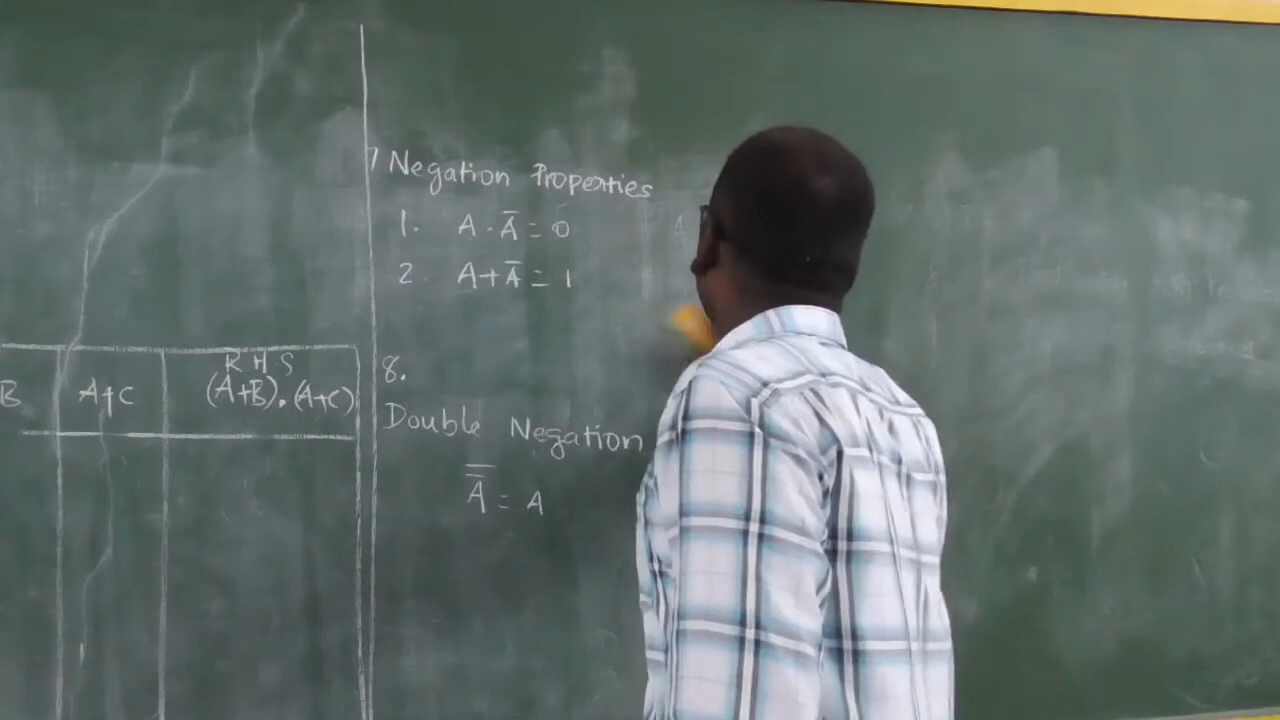 B
A+C
R H S
(A+B).(A+C)
7 Negation Properties
1. A · A̅ = 0
2 A + A̅ = 1
8.
Double Negation
A̿ = A